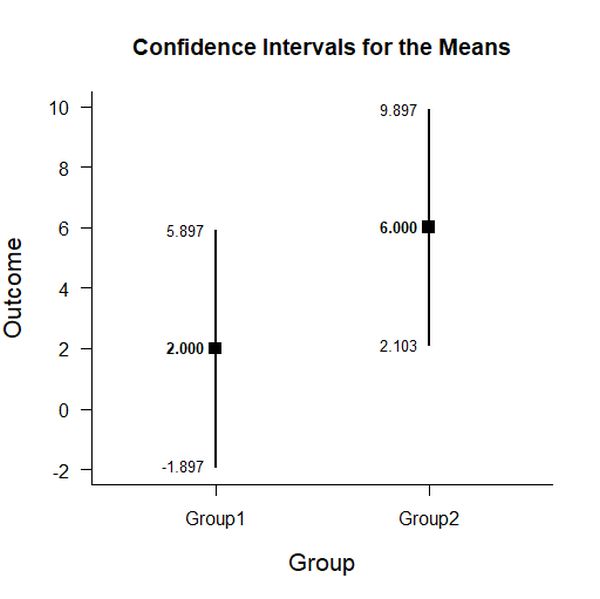 Confidence Intervals for the Means
Outcome
10
8
6
4
2
0
-2
9.897
5.897
6.000
2.000
2.103
-1.897
Group1
Group2
Group